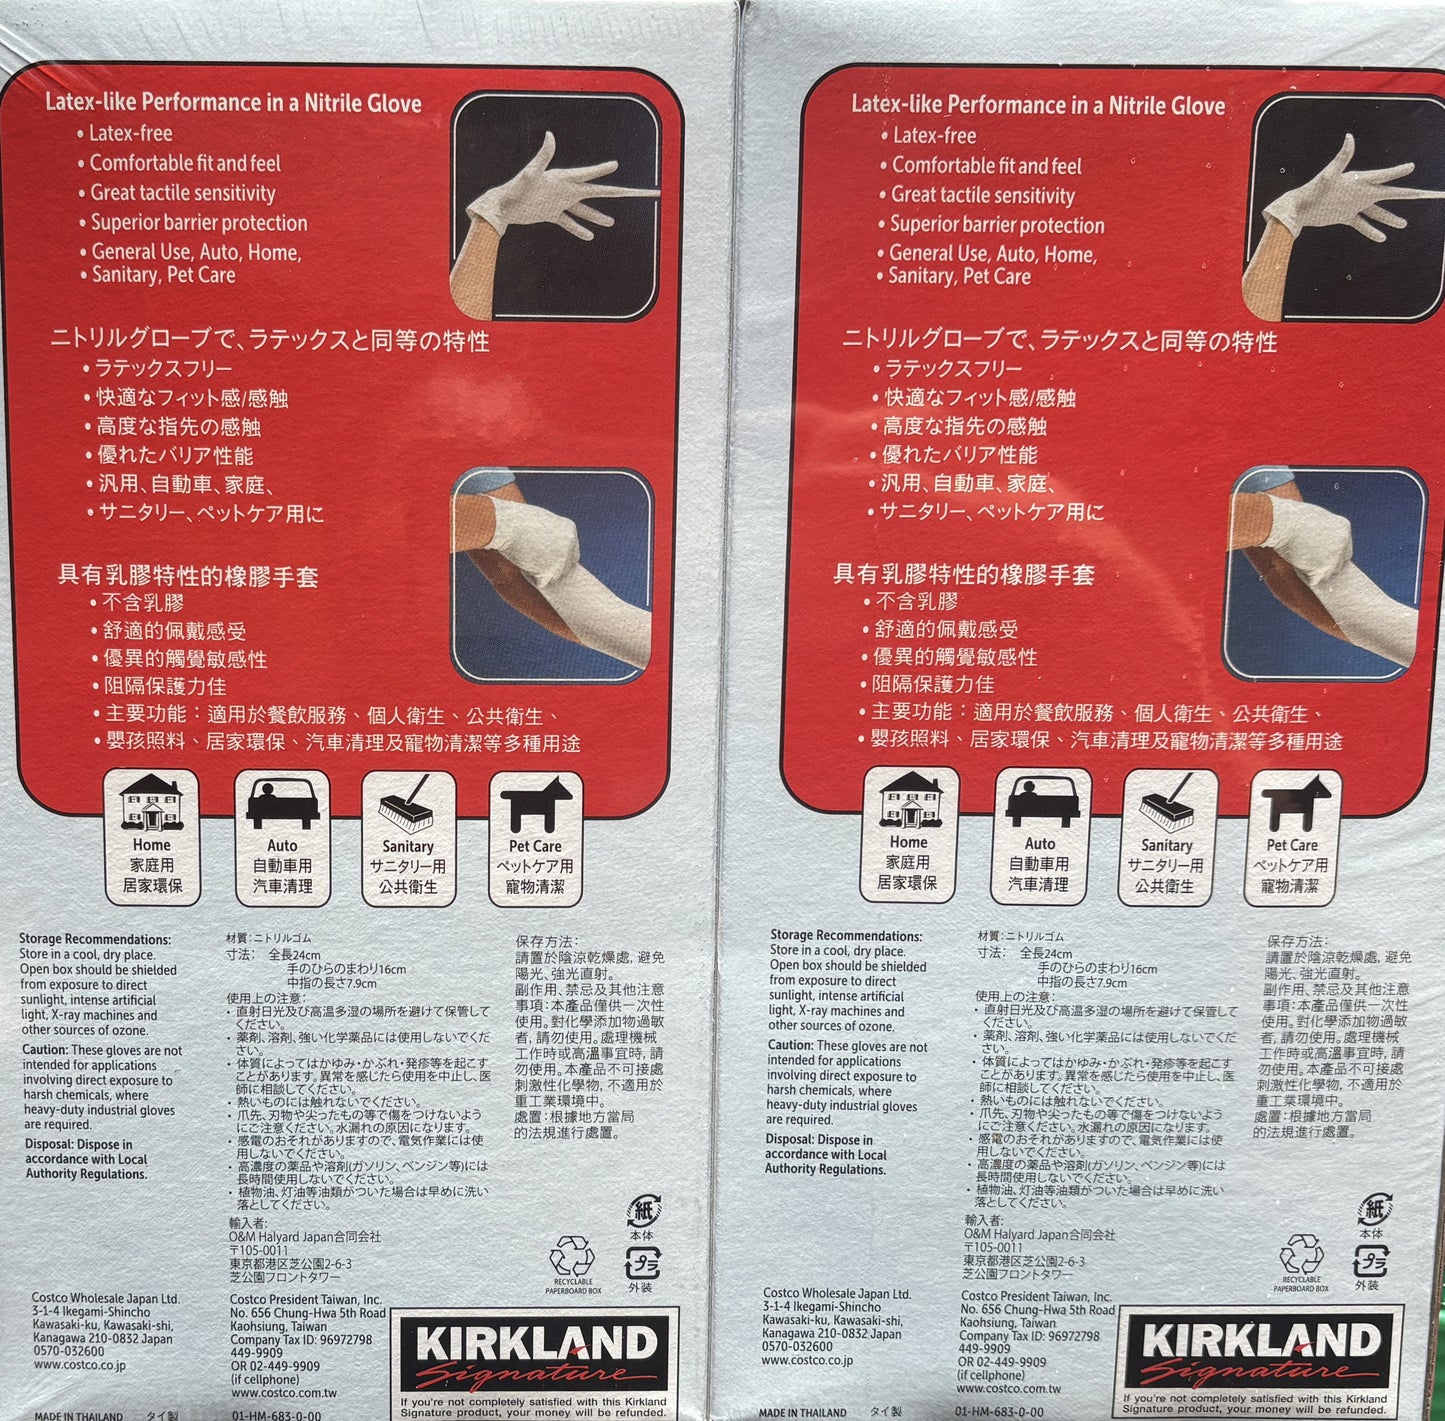 Latex-like Performance in a Nitrile Glove
• Latex-free
• Comfortable fit and feel
• Great tactile sensitivity
• Superior barrier protection
• General Use, Auto, Home,
• Sanitary, Pet Care
ニトリルグローブで、ラテックスと同等の特性
• ラテックスフリー
• 快適なフィット感/感触
• 高度な指先の感触
• 優れたバリア性能
• 汎用、自動車、家庭、
• サニタリー、ペットケア用に
具有乳膠特性的橡膠手套
• 不含乳膠
• 舒適的佩戴感受
• 優異的觸覺敏感性
• 阻隔保護力佳
• 主要功能：適用於餐飲服務、個人衛生、公共衛生、
• 嬰孩照料、居家環保、汽車清理及寵物清潔等多種用途
Home
家庭用
居家環保
Auto
自動車用
汽車清理
Sanitary
サニタリー用
公共衛生
Pet Care
ペットケア用
寵物清潔
Storage Recommendations:
Store in a cool, dry place.
Open box should be shielded
from exposure to direct
sunlight, intense artificial
light, X-ray machines and
other sources of ozone.
Caution: These gloves are not
intended for applications
involving direct exposure to
harsh chemicals, where
heavy-duty industrial gloves
are required.
Disposal: Dispose in
accordance with Local
Authority Regulations.
材質：ニトリルゴム
寸法： 全長24cm
手のひらのまわり16cm
中指の長さ7.9cm
使用上の注意：
・直射日光及び高温多湿の場所を避けて保管して
ください。
・薬剤、溶剤、強い化学薬品には使用しないでくだ
さい。
・体質によってはかゆみ・かぶれ・発疹等を起こす
ことがあります。異常を感じたら使用を中止し、医
師に相談してください。
・熱いものには触れないでください。
・爪先、刃物や尖ったもの等で傷をつけないよう
にご注意ください。水漏れの原因になります。
・感電のおそれがありますので、電気作業には使
用しないでください。
・高濃度の薬品や溶剤(ガソリン、ベンジン等)には
長時間使用しないでください。
・植物油、灯油等油類がついた場合は早めに洗い
落としてください。
輸入者：
O&M Halyard Japan合同会社
〒105-0011
東京都港区芝公園2-6-3
芝公園フロントタワー
保存方法：
請置於陰涼乾燥處，避免
陽光、強光直射。
副作用、禁忌及其他注意
事項：本產品僅供一次性
使用。對化學添加物過敏
者，請勿使用。處理機械
工作時或高溫事宜時，請
勿使用。本產品不可接處
刺激性化學物，不適用於
重工業環境中。
處置：根據地方當局
的法規進行處置。
紙
本体
プラ
外装
RECYCLABLE
PAPERBOARD BOX
Costco Wholesale Japan Ltd.
3-1-4 Ikegami-Shincho
Kawasaki-ku, Kawasaki-shi,
Kanagawa 210-0832 Japan
0570-032600
www.costco.co.jp
Costco President Taiwan, Inc.
No. 656 Chung-Hwa 5th Road
Kaohsiung, Taiwan
Company Tax ID: 96972798
449-9909
OR 02-449-9909
(if cellphone)
www.costco.com.tw
KIRKLAND
Signature
If you're not completely satisfied with this Kirkland
Signature product, your money will be refunded.
MADE IN THAILAND タイ製
01-HM-683-0-00
Latex-like Performance in a Nitrile Glove
• Latex-free
• Comfortable fit and feel
• Great tactile sensitivity
• Superior barrier protection
• General Use, Auto, Home,
• Sanitary, Pet Care
ニトリルグローブで、ラテックスと同等の特性
• ラテックスフリー
• 快適なフィット感/感触
• 高度な指先の感触
• 優れたバリア性能
• 汎用、自動車、家庭、
• サニタリー、ペットケア用に
具有乳膠特性的橡膠手套
• 不含乳膠
• 舒適的佩戴感受
• 優異的觸覺敏感性
• 阻隔保護力佳
• 主要功能：適用於餐飲服務、個人衛生、公共衛生、
• 嬰孩照料、居家環保、汽車清理及寵物清潔等多種用途
Home
家庭用
居家環保
Auto
自動車用
汽車清理
Sanitary
サニタリー用
公共衛生
Pet Care
ペットケア用
寵物清潔
Storage Recommendations:
Store in a cool, dry place.
Open box should be shielded
from exposure to direct
sunlight, intense artificial
light, X-ray machines and
other sources of ozone.
Caution: These gloves are not
intended for applications
involving direct exposure to
harsh chemicals, where
heavy-duty industrial gloves
are required.
Disposal: Dispose in
accordance with Local
Authority Regulations.
材質：ニトリルゴム
寸法： 全長24cm
手のひらのまわり16cm
中指の長さ7.9cm
使用上の注意：
・直射日光及び高温多湿の場所を避けて保管して
ください。
・薬剤、溶剤、強い化学薬品には使用しないでくだ
さい。
・体質によってはかゆみ・かぶれ・発疹等を起こす
ことがあります。異常を感じたら使用を中止し、医
師に相談してください。
・熱いものには触れないでください。
・爪先、刃物や尖ったもの等で傷をつけないよう
にご注意ください。水漏れの原因になります。
・感電のおそれがありますので、電気作業には使
用しないでください。
・高濃度の薬品や溶剤(ガソリン、ベンジン等)には
長時間使用しないでください。
・植物油、灯油等油類がついた場合は早めに洗い
落としてください。
輸入者：
O&M Halyard Japan合同会社
〒105-0011
東京都港区芝公園2-6-3
芝公園フロントタワー
保存方法：
請置於陰涼乾燥處，避免
陽光、強光直射。
副作用、禁忌及其他注意
事項：本產品僅供一次性
使用。對化學添加物過敏
者，請勿使用。處理機械
工作時或高溫事宜時，請
勿使用。本產品不可接處
刺激性化學物，不適用於
重工業環境中。
處置：根據地方當局
的法規進行處置。
紙
本体
プラ
外装
RECYCLABLE
PAPERBOARD BOX
Costco Wholesale Japan Ltd.
3-1-4 Ikegami-Shincho
Kawasaki-ku, Kawasaki-shi,
Kanagawa 210-0832 Japan
0570-032600
www.costco.co.jp
Costco President Taiwan, Inc.
No. 656 Chung-Hwa 5th Road
Kaohsiung, Taiwan
Company Tax ID: 96972798
449-9909
OR 02-449-9909
(if cellphone)
www.costco.com.tw
KIRKLAND
Signature
If you're not completely satisfied with this Kirkland
Signature product, your money will be refunded.
MADE IN THAILAND タイ製
01-HM-683-0-00